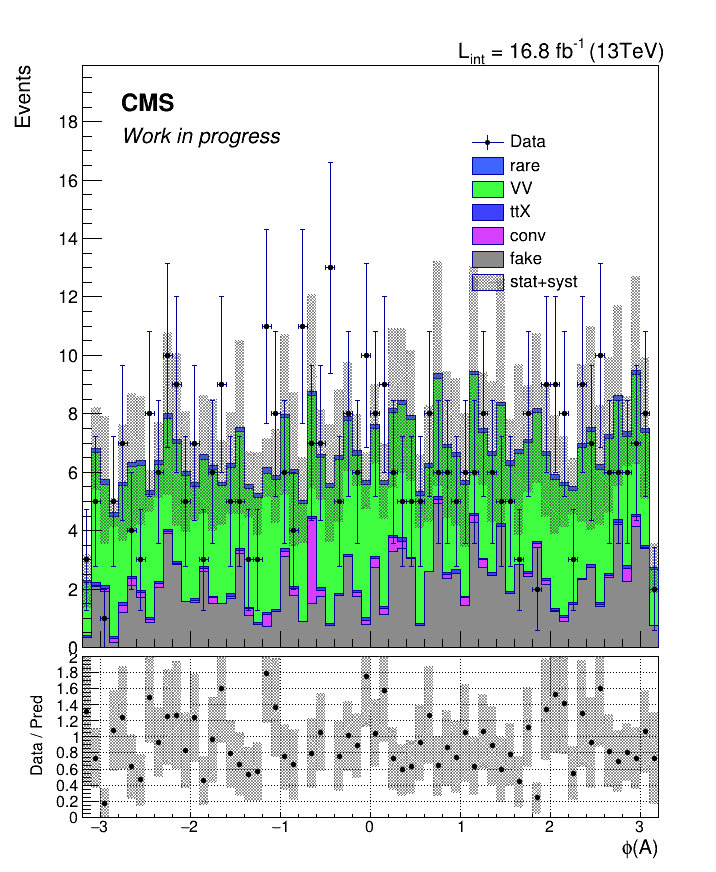 L_int = 16.8 fb⁻¹ (13TeV)
Events
CMS
Work in progress
Data
rare
VV
ttX
conv
fake
stat+syst
18
16
14
12
10
8
6
4
2
0
Data / Pred
2
1.8
1.6
1.4
1.2
1
0.8
0.6
0.4
0.2
0
−3 −2 −1 0 1 2 3
ϕ(A)